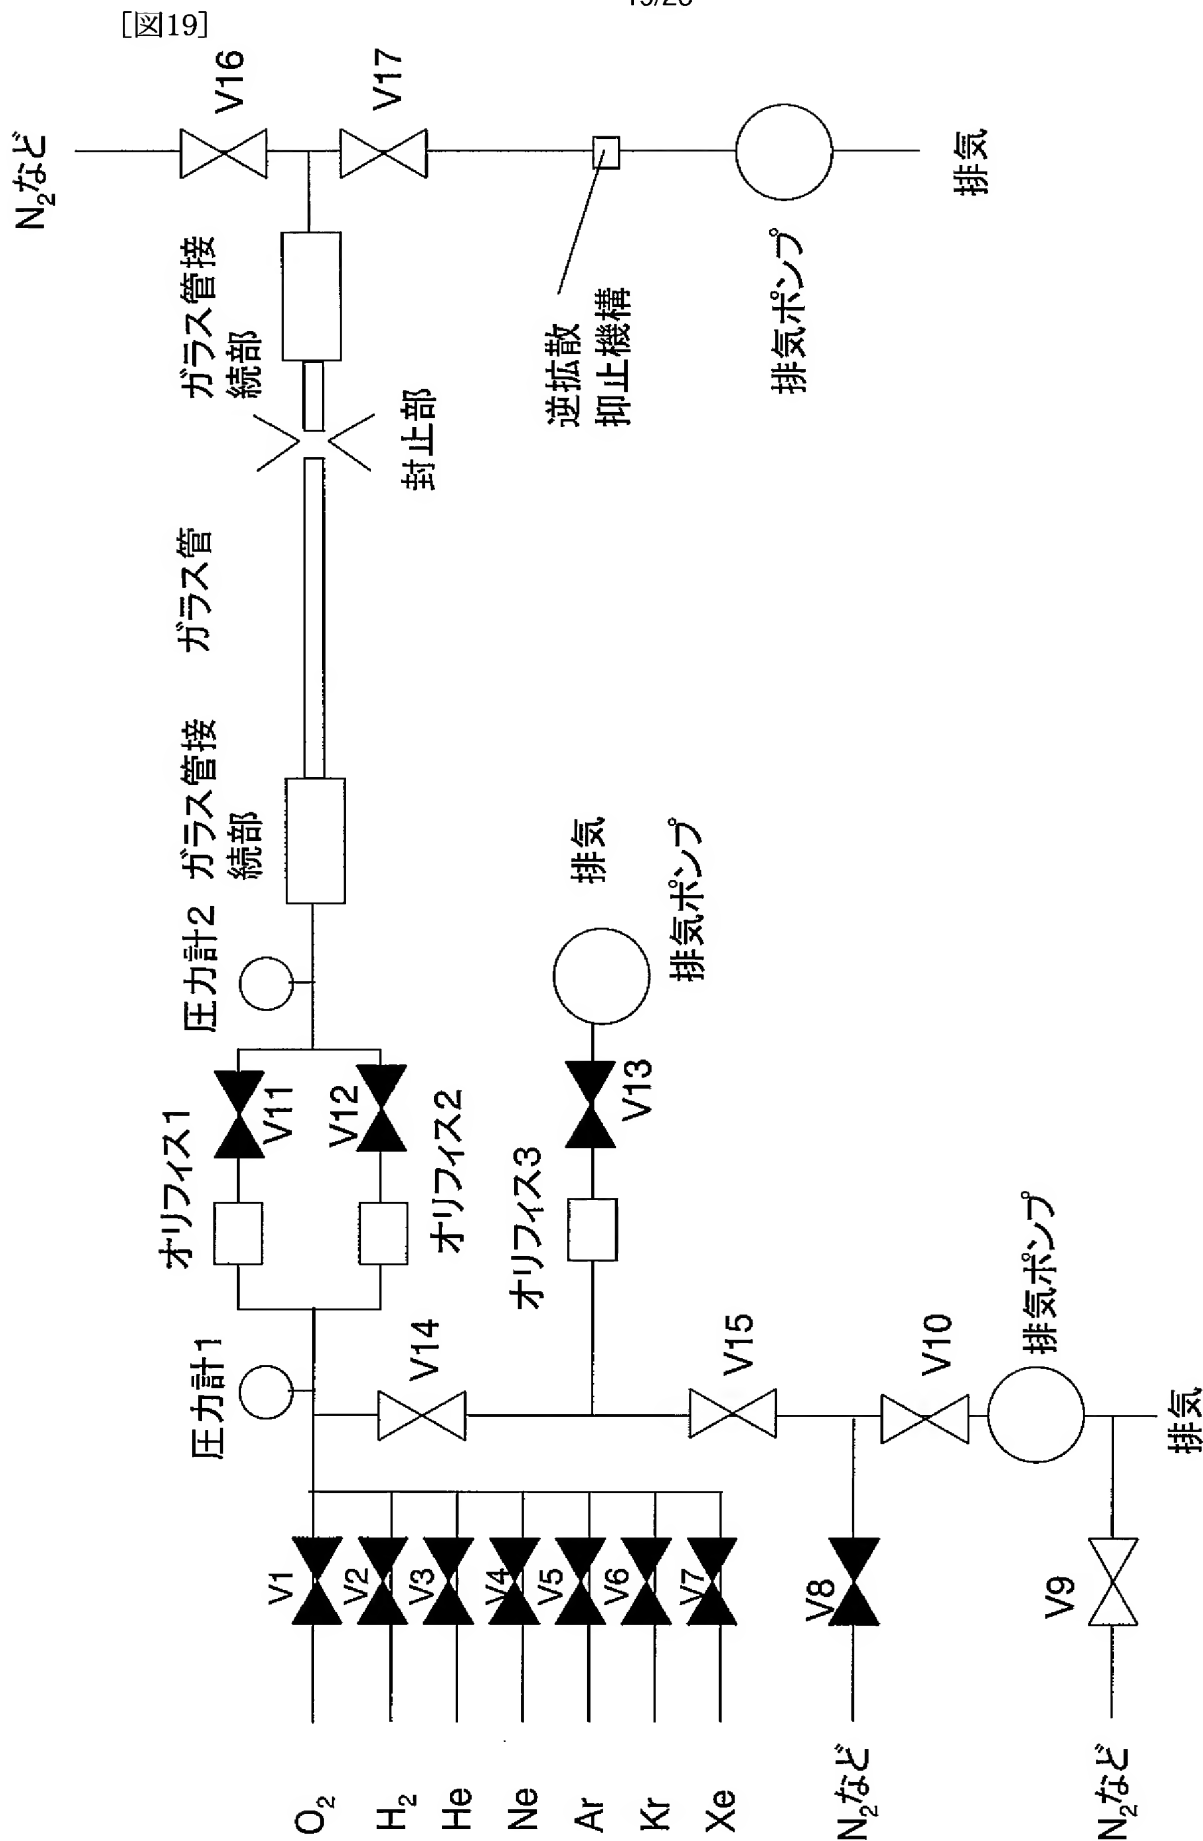 [図19]
N₂など
V16
V17
ガラス管接
続部
封止部
逆拡散
抑止機構
排気ポンプ
排気
ガラス管
ガラス管接
続部
圧力計2
オリフィス1
V11
V12
オリフィス2
排気
排気ポンプ
V13
オリフィス3
圧力計1
V14
V15
V10
排気ポンプ
排気
V1
V2
V3
V4
V5
V6
V7
V8
V9
O₂
H₂
He
Ne
Ar
Kr
Xe
N₂など
N₂など